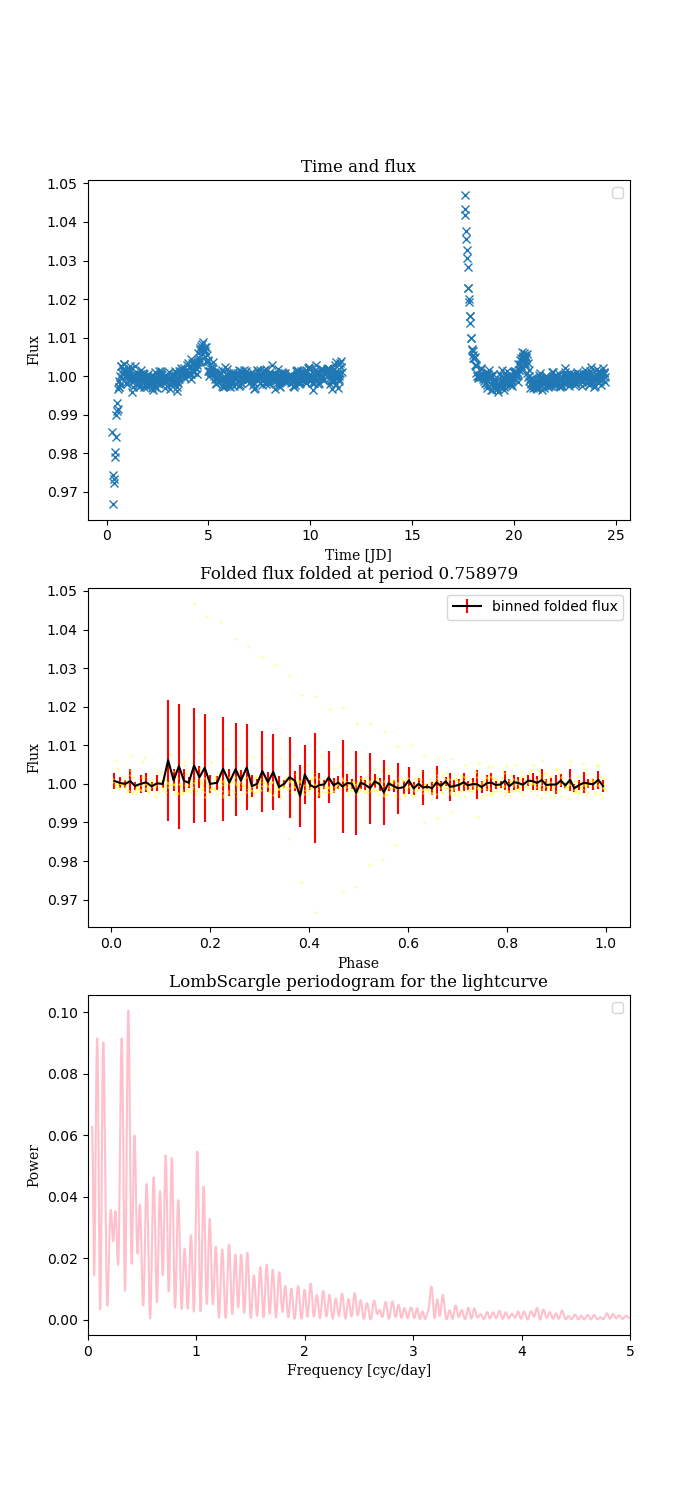 Time and flux
1.05
1.04
1.03
1.02
1.01
1.00
0.99
0.98
0.97
Flux
0 5 10 15 20 25
Time [JD]
Folded flux folded at period 0.758979
binned folded flux
1.05
1.04
1.03
1.02
1.01
1.00
0.99
0.98
0.97
Flux
0.0 0.2 0.4 0.6 0.8 1.0
Phase
LombScargle periodogram for the lightcurve
0.10
0.08
0.06
0.04
0.02
0.00
Power
0 1 2 3 4 5
Frequency [cyc/day]